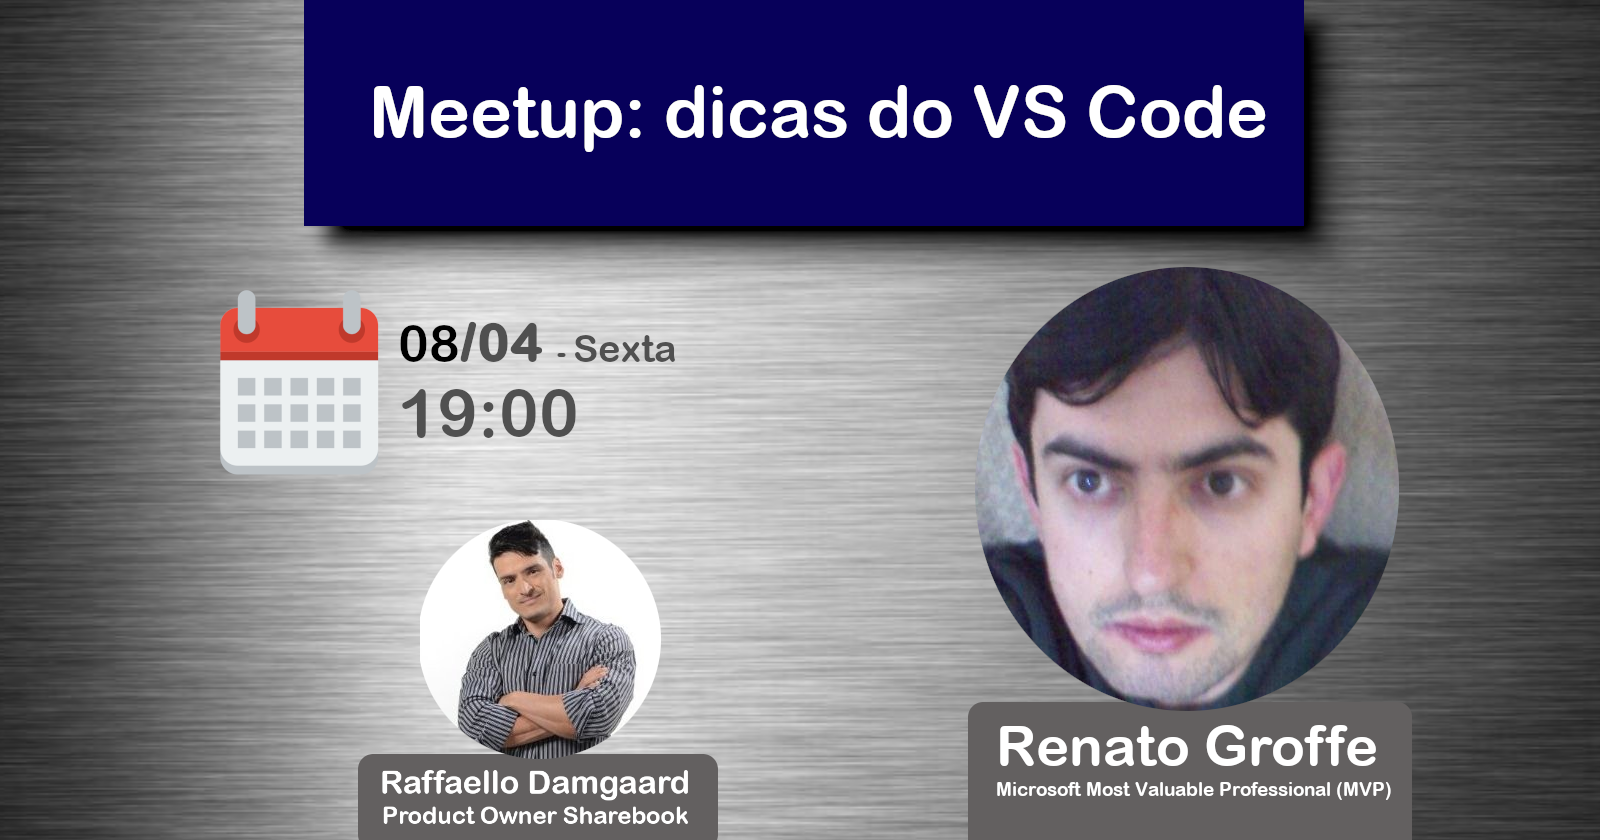 Meetup: dicas do VS Code
08/04 - Sexta
19:00
Raffaello Damgaard
Product Owner Sharebook
Renato Groffe
Microsoft Most Valuable Professional (MVP)